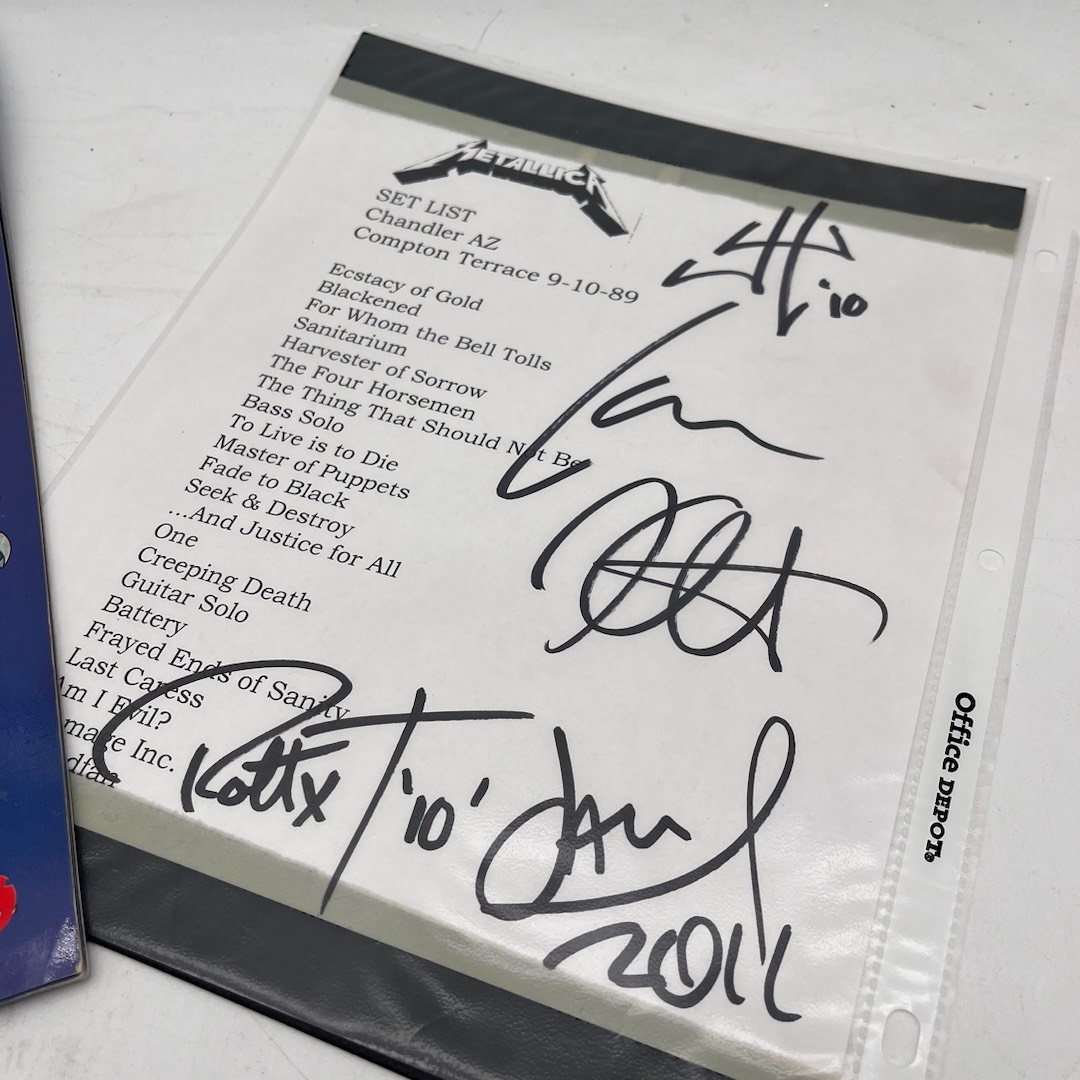 METALLICA
SET LIST
Chandler AZ
Compton Terrace 9-10-89
Ecstacy of Gold
Blackened
For Whom the Bell Tolls
Sanitarium
Harvester of Sorrow
The Four Horsemen
The Thing That Should Not Be
Bass Solo
To Live is to Die
Master of Puppets
Fade to Black
Seek & Destroy
...And Justice for All
One
Creeping Death
Guitar Solo
Battery
Frayed Ends of Sanity
Last Caress
Am I Evil?
mage Inc.
dfan
'10
'10'
2011
Office DEPOT